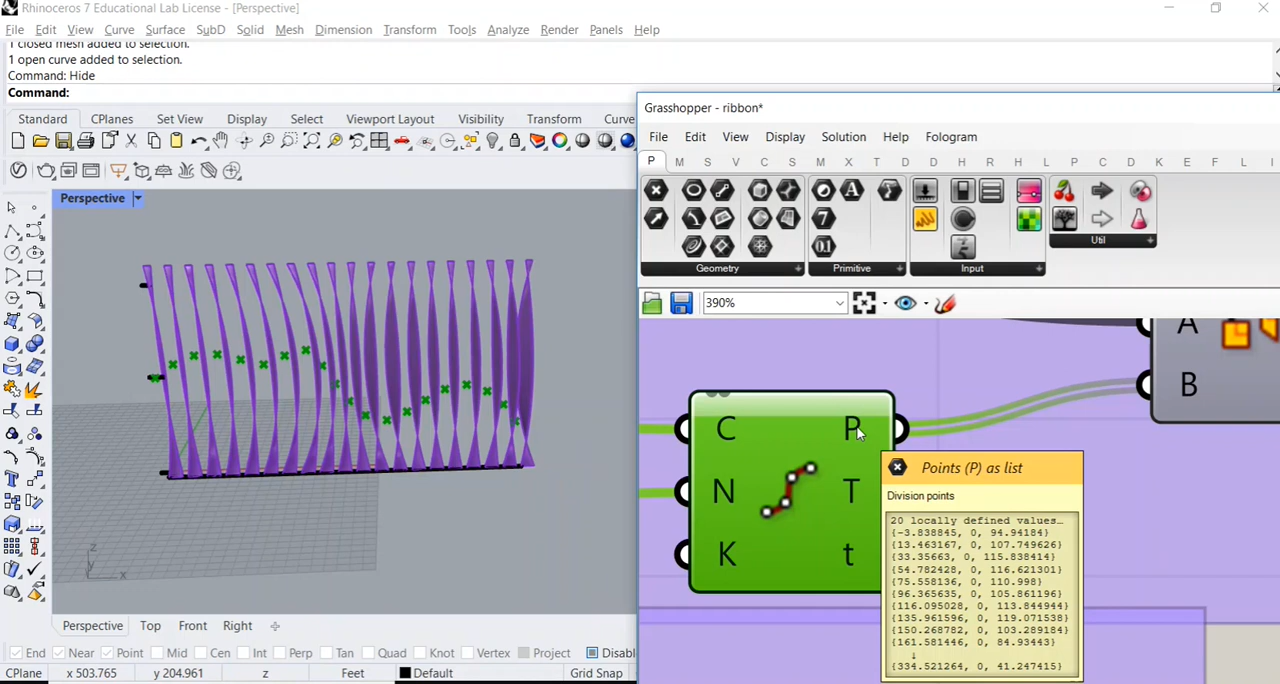 Rhinoceros 7 Educational Lab License - [Perspective]
File Edit View Curve Surface SubD Solid Mesh Dimension Transform Tools Analyze Render Panels Help
1 closed mesh added to selection.
1 open curve added to selection.
Command: Hide
Command:
Standard CPlanes Set View Display Select Viewport Layout Visibility Transform Curve
Perspective
z
y
x
Perspective Top Front Right
End Near Point Mid Cen Int Perp Tan Quad Knot Vertex Project Disabl
CPlane x 503.765 y 204.961 z Feet Default Grid Snap
Grasshopper - ribbon*
File Edit View Display Solution Help Fologram
P M S V C S M X T D D H R H L P C D K E F L I
A
7
0.1
Geometry Primitive Input Util
390%
A
B
C P
N T
K t
Points (P) as list
Division points
20 locally defined values...
{-3.838845, 0, 94.94184}
{13.463167, 0, 107.749626}
{33.35663, 0, 115.838414}
{54.782428, 0, 116.621301}
{75.558136, 0, 110.998}
{96.365635, 0, 105.861196}
{116.095028, 0, 113.844944}
{135.961596, 0, 119.071538}
{150.268782, 0, 103.289184}
{161.581446, 0, 84.93443}
↓
{334.521264, 0, 41.247415}